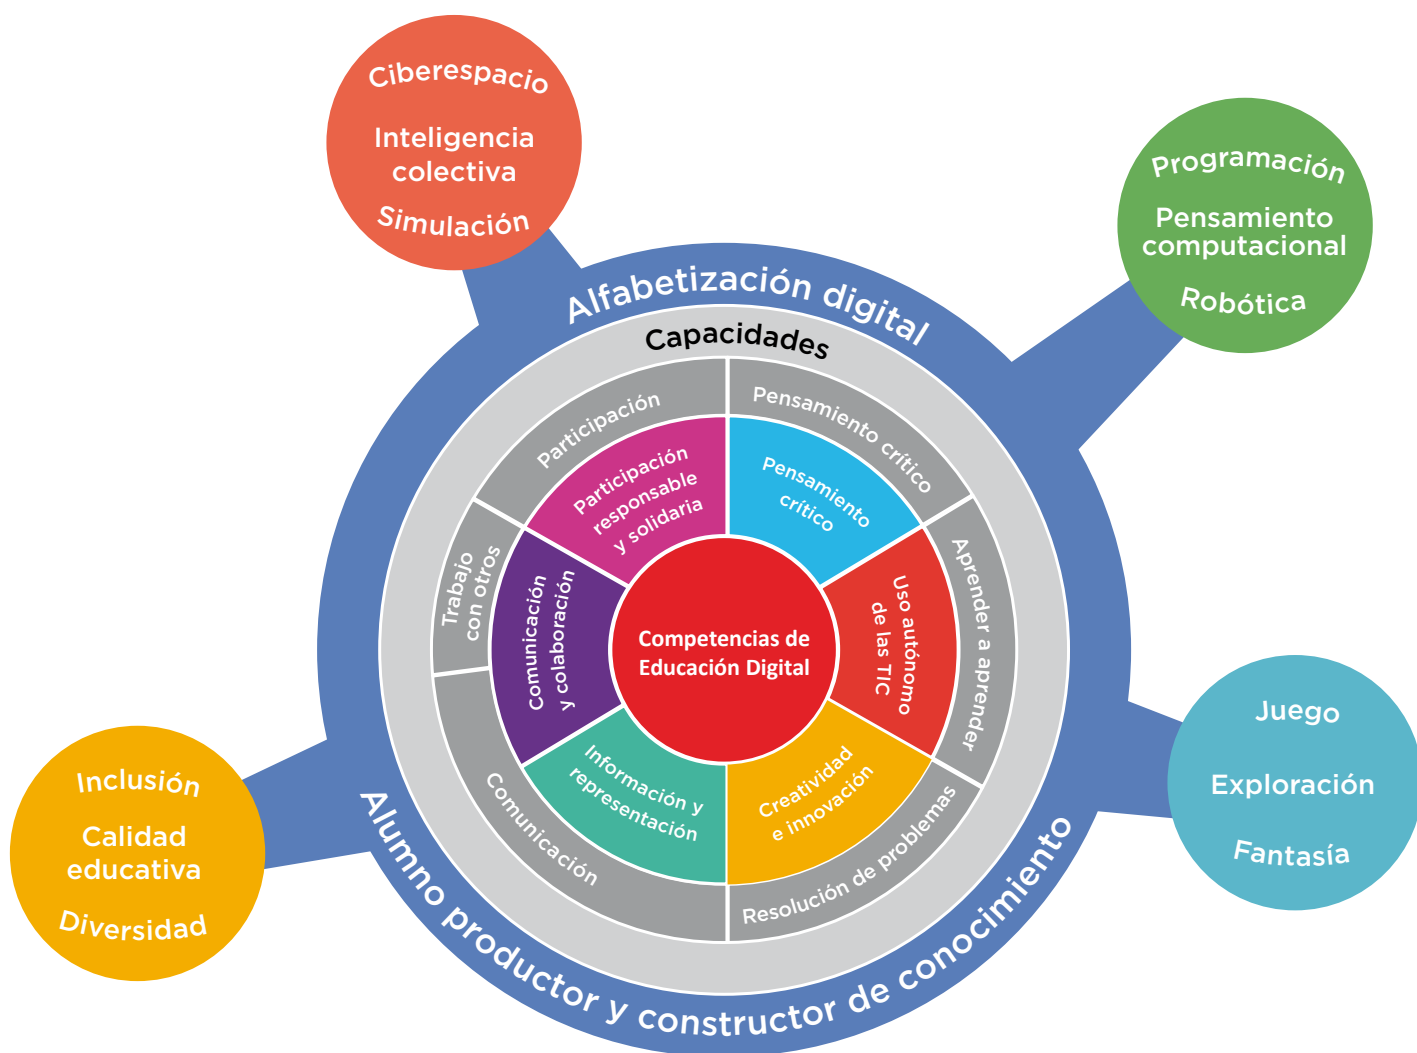 Ciberespacio
Inteligencia
colectiva
Simulación
Programación
Pensamiento
computacional
Robótica
Alfabetización digital
Capacidades
Participación
Pensamiento crítico
Aprender a aprender
Resolución de problemas
Comunicación
Trabajo
con otros
Participación
responsable
y solidaria
Pensamiento
crítico
Uso autónomo
de las TIC
Creatividad
e innovación
Información y
representación
Comunicación
y colaboración
Competencias de
Educación Digital
Juego
Exploración
Fantasía
Inclusión
Calidad
educativa
Diversidad
Alumno productor y constructor de conocimiento